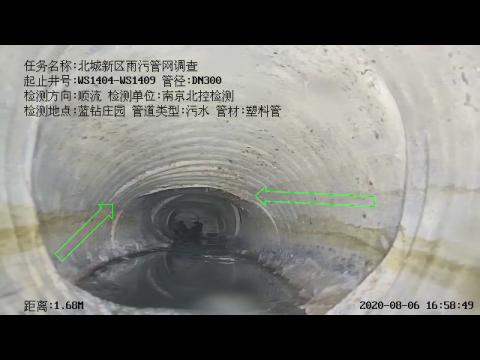 任务名称:北城新区雨污管网调查
起止井号:WS1404-WS1409 管径:DN300
检测方向:顺流 检测单位:南京北控检测
检测地点:蓝钻庄园 管道类型:污水 管材:塑料管
距离:1.68M
2020-08-06 16:58:49